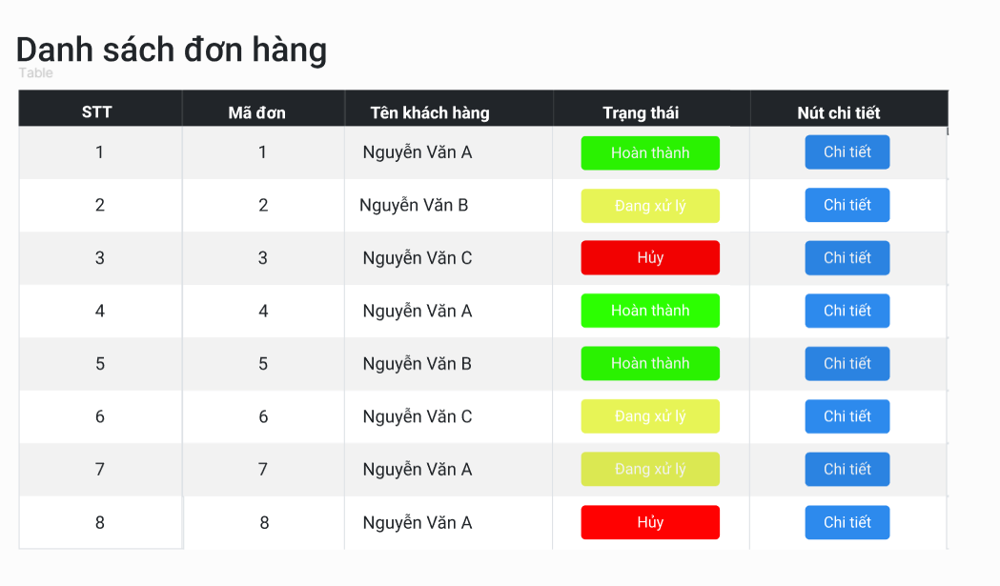 Danh sách đơn hàng
Table
STT Mã đơn Tên khách hàng Trạng thái Nút chi tiết
1 1 Nguyễn Văn A Hoàn thành Chi tiết
2 2 Nguyễn Văn B Đang xử lý Chi tiết
3 3 Nguyễn Văn C Hủy Chi tiết
4 4 Nguyễn Văn A Hoàn thành Chi tiết
5 5 Nguyễn Văn B Hoàn thành Chi tiết
6 6 Nguyễn Văn C Đang xử lý Chi tiết
7 7 Nguyễn Văn A Đang xử lý Chi tiết
8 8 Nguyễn Văn A Hủy Chi tiết